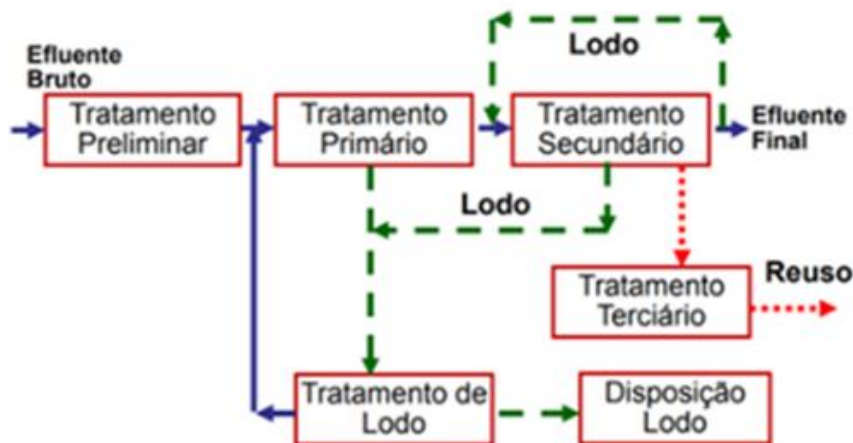 Lodo
Efluente
Bruto
Tratamento
Preliminar
Tratamento
Primário
Tratamento
Secundário
Efluente
Final
Lodo
Tratamento
Terciário
Reuso
Tratamento de
Lodo
Disposição
Lodo